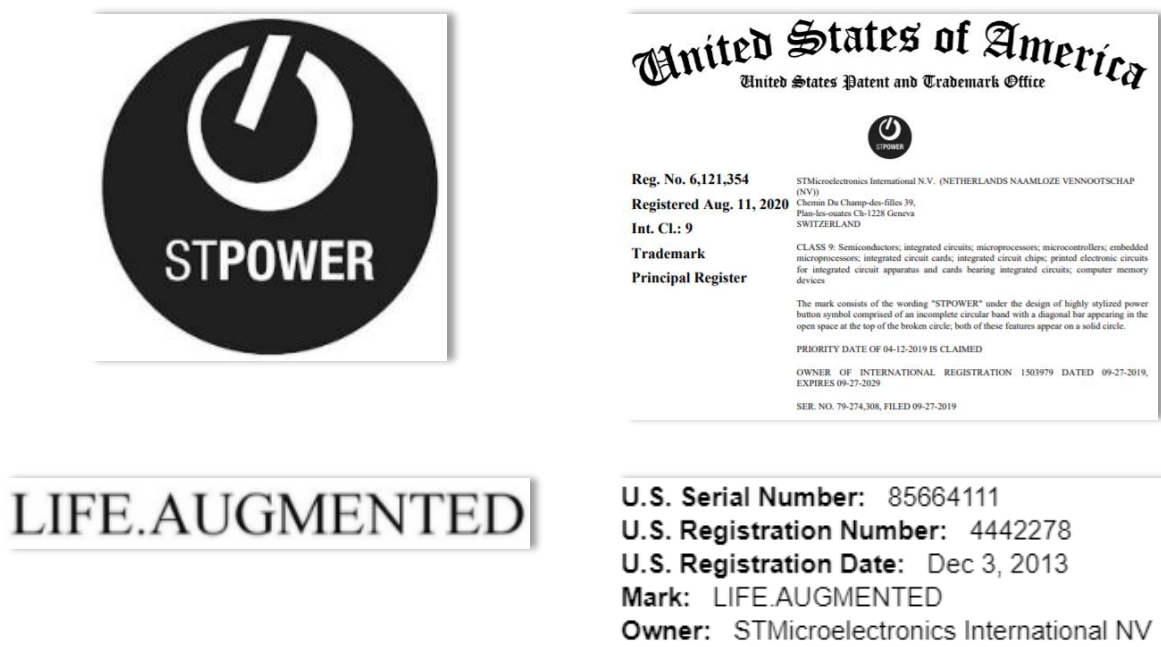 STPOWER
United States of America
United States Patent and Trademark Office
STPOWER
Reg. No. 6,121,354
Registered Aug. 11, 2020
Int. Cl.: 9
Trademark
Principal Register
STMicroelectronics International N.V. (NETHERLANDS NAAMLOZE VENNOOTSCHAP
(NV))
Chemin Du Champ-des-filles 39,
Plan-les-ouates Ch-1228 Geneva
SWITZERLAND
CLASS 9: Semiconductors; integrated circuits; microprocessors; microcontrollers; embedded
microprocessors; integrated circuit cards; integrated circuit chips; printed electronic circuits
for integrated circuit apparatus and cards bearing integrated circuits; computer memory
devices
The mark consists of the wording "STPOWER" under the design of highly stylized power
button symbol comprised of an incomplete circular band with a diagonal bar appearing in the
open space at the top of the broken circle; both of these features appear on a solid circle.
PRIORITY DATE OF 04-12-2019 IS CLAIMED
OWNER OF INTERNATIONAL REGISTRATION 1503979 DATED 09-27-2019,
EXPIRES 09-27-2029
SER. NO. 79-274,308, FILED 09-27-2019
LIFE.AUGMENTED
U.S. Serial Number: 85664111
U.S. Registration Number: 4442278
U.S. Registration Date: Dec 3, 2013
Mark: LIFE.AUGMENTED
Owner: STMicroelectronics International NV